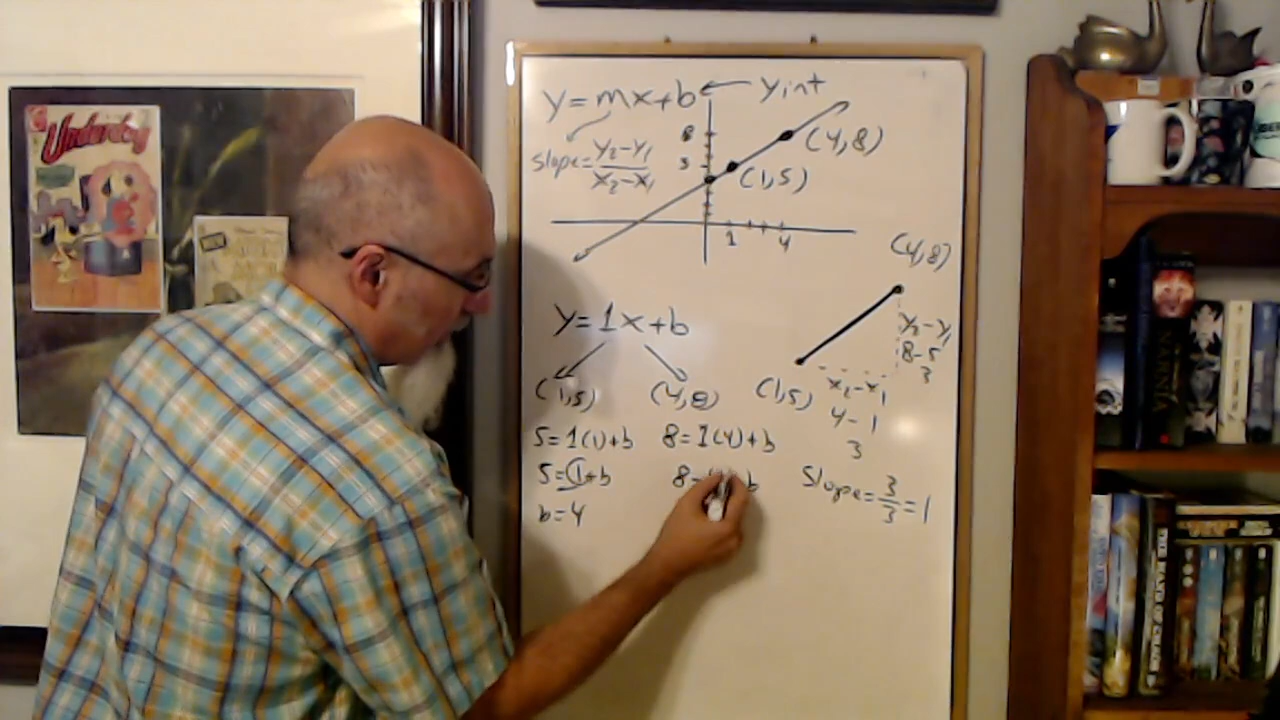 y=mx+b ← y int
slope= y₂-y₁ / x₂-x₁
8
5
(4,8)
(1,5)
1 4
y=1x+b
(1,5) (4,8)
5=1(1)+b 8=1(4)+b
5=1+b 8= b
b=4
(4,8)
y₂-y₁
8-5
3
(1,5)
x₂-x₁
4-1
3
Slope= 3/3 =1
Underdog
NARNIA